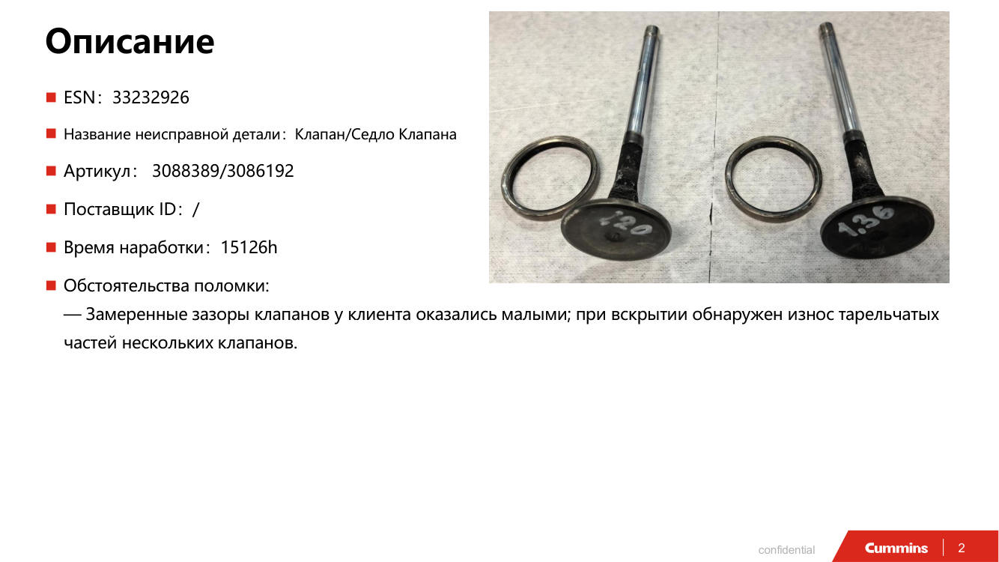 Описание
ESN：33232926
Название неисправной детали：Клапан/Седло Клапана
Артикул： 3088389/3086192
Поставщик ID：/
Время наработки：15126h
Обстоятельства поломки:
— Замеренные зазоры клапанов у клиента оказались малыми; при вскрытии обнаружен износ тарельчатых
частей нескольких клапанов.
1.36
confidential
Cummins
2